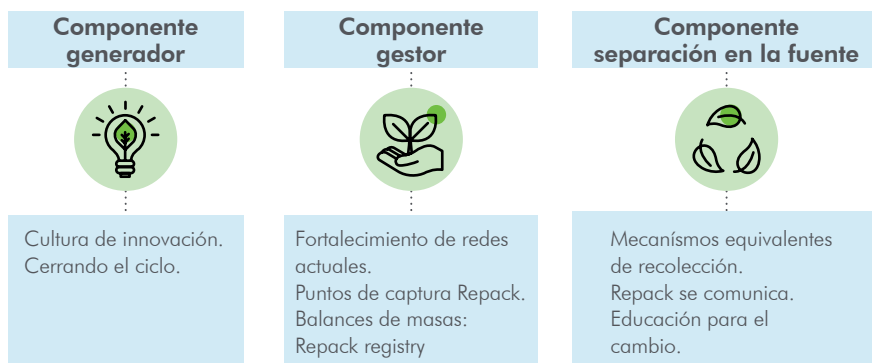 Componente
generador
Cultura de innovación.
Cerrando el ciclo.
Componente
gestor
Fortalecimiento de redes
actuales.
Puntos de captura Repack.
Balances de masas:
Repack registry
Componente
separación en la fuente
Mecanísmos equivalentes
de recolección.
Repack se comunica.
Educación para el
cambio.